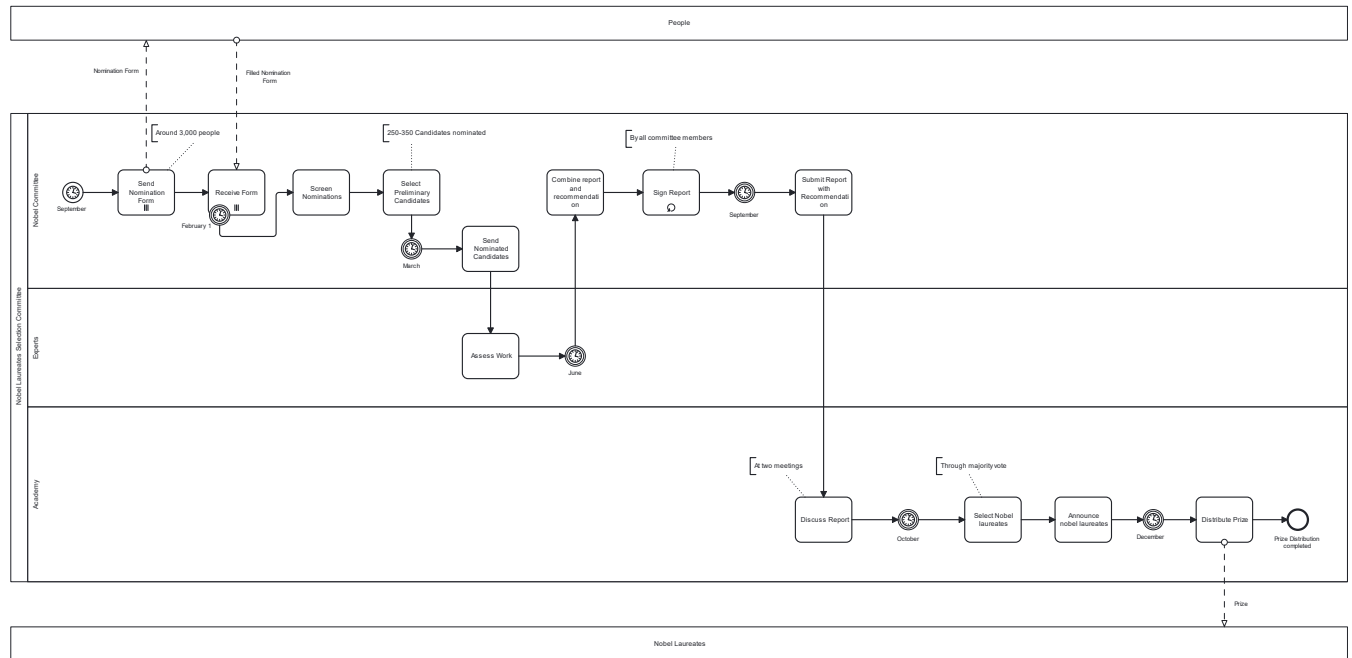 People
Nomination Form
Filled Nomination
Form
Nobel Laureates Selection Committee
Nobel Committee
Around 3,000 people
250-350 Candidates nominated
By all committee members
September
Send
Nomination
Form
Receive Form
February 1
Screen
Nominations
Select
Preliminary
Candidates
March
Send
Nominated
Candidates
Combine report
and
recommendati
on
Sign Report
September
Submit Report
with
Recommendati
on
Experts
Assess Work
June
Academy
At two meetings
Through majority vote
Discuss Report
October
Select Nobel
laureates
Announce
nobel laureates
December
Distribute Prize
Prize Distribution
completed
Prize
Nobel Laureates